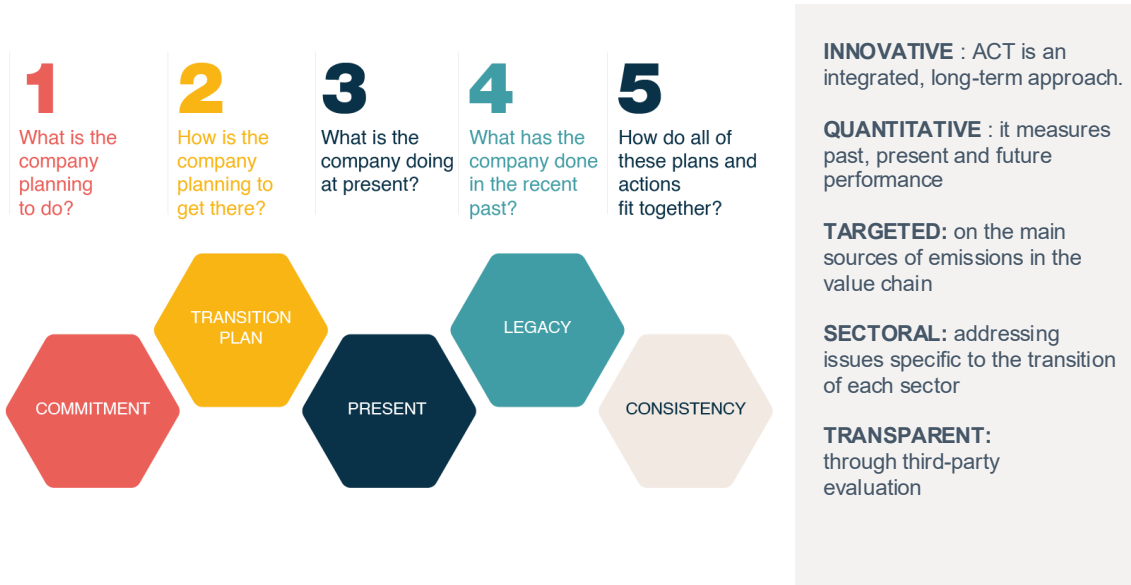 1
What is the
company
planning
to do?
2
How is the
company
planning to
get there?
3
What is the
company doing
at present?
4
What has the
company done
in the recent
past?
5
How do all of
these plans and
actions
fit together?
COMMITMENT
TRANSITION
PLAN
PRESENT
LEGACY
CONSISTENCY
INNOVATIVE : ACT is an
integrated, long-term approach.
QUANTITATIVE : it measures
past, present and future
performance
TARGETED: on the main
sources of emissions in the
value chain
SECTORAL: addressing
issues specific to the transition
of each sector
TRANSPARENT:
through third-party
evaluation